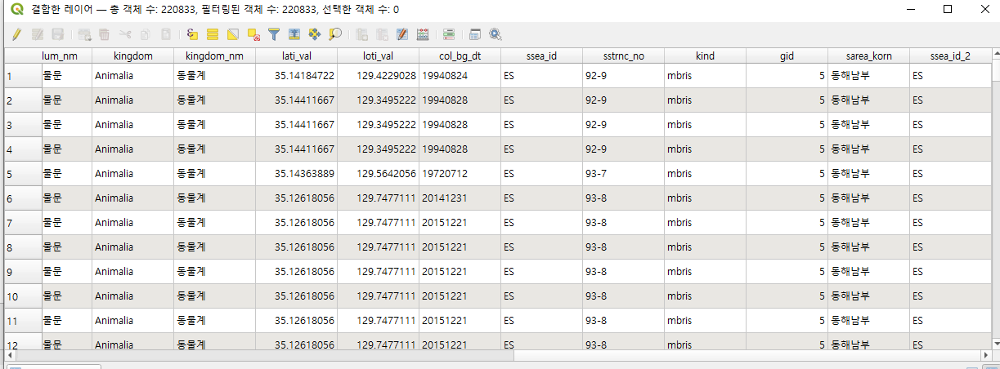 결합한 레이어 — 총 객체 수: 220833, 필터링된 객체 수: 220833, 선택한 객체 수: 0
lum_nm kingdom kingdom_nm lati_val loti_val col_bg_dt ssea_id sstrnc_no kind gid sarea_korn ssea_id_2
1 물문 Animalia 동물계 35.14184722 129.4229028 19940824 ES 92-9 mbris 5 동해남부 ES
2 물문 Animalia 동물계 35.14411667 129.3495222 19940828 ES 92-9 mbris 5 동해남부 ES
3 물문 Animalia 동물계 35.14411667 129.3495222 19940828 ES 92-9 mbris 5 동해남부 ES
4 물문 Animalia 동물계 35.14411667 129.3495222 19940828 ES 92-9 mbris 5 동해남부 ES
5 물문 Animalia 동물계 35.14363889 129.5642056 19720712 ES 93-7 mbris 5 동해남부 ES
6 물문 Animalia 동물계 35.12618056 129.7477111 20141231 ES 93-8 mbris 5 동해남부 ES
7 물문 Animalia 동물계 35.12618056 129.7477111 20151221 ES 93-8 mbris 5 동해남부 ES
8 물문 Animalia 동물계 35.12618056 129.7477111 20151221 ES 93-8 mbris 5 동해남부 ES
9 물문 Animalia 동물계 35.12618056 129.7477111 20151221 ES 93-8 mbris 5 동해남부 ES
10 물문 Animalia 동물계 35.12618056 129.7477111 20151221 ES 93-8 mbris 5 동해남부 ES
11 물문 Animalia 동물계 35.12618056 129.7477111 20151221 ES 93-8 mbris 5 동해남부 ES
12 물문 Animalia 동물계 35.12618056 129.7477111 20151221 ES 93-8 mbris 5 동해남부 ES